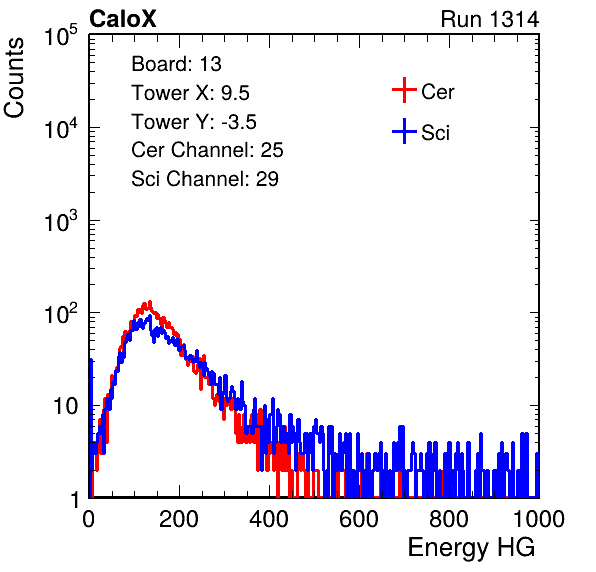 CaloX Run 1314
Counts
Board: 13
Tower X: 9.5
Tower Y: -3.5
Cer Channel: 25
Sci Channel: 29
Cer
Sci
10^5
10^4
10^3
10^2
10
1
0 200 400 600 800 1000
Energy HG